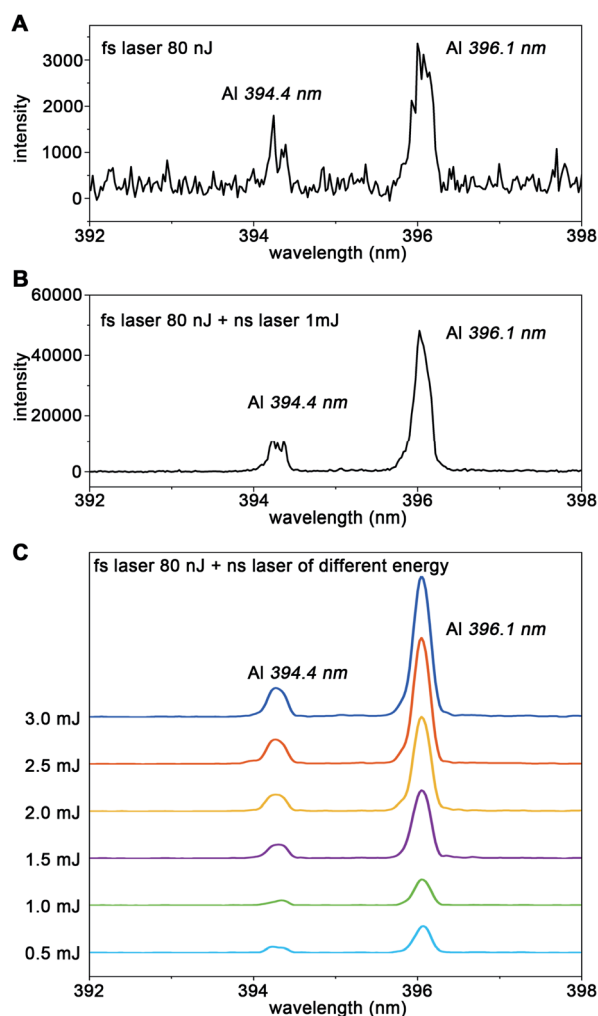 A
fs laser 80 nJ
Al 396.1 nm
Al 394.4 nm
intensity
3000
2000
1000
0
392
394
396
398
wavelength (nm)
B
fs laser 80 nJ + ns laser 1mJ
Al 396.1 nm
Al 394.4 nm
intensity
60000
40000
20000
0
392
394
396
398
wavelength (nm)
C
fs laser 80 nJ + ns laser of different energy
Al 396.1 nm
Al 394.4 nm
3.0 mJ
2.5 mJ
2.0 mJ
1.5 mJ
1.0 mJ
0.5 mJ
392
394
396
398
wavelength (nm)